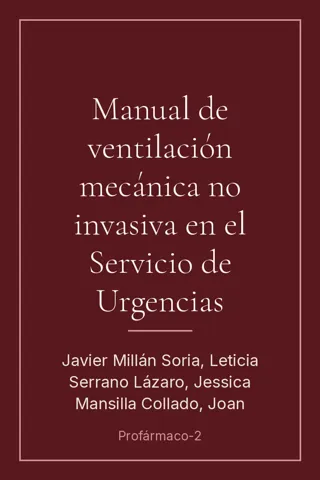 Manual de
ventilación
mecánica no
invasiva en el
Servicio de
Urgencias
Javier Millán Soria, Leticia
Serrano Lázaro, Jessica
Mansilla Collado, Joan
Profármaco-2